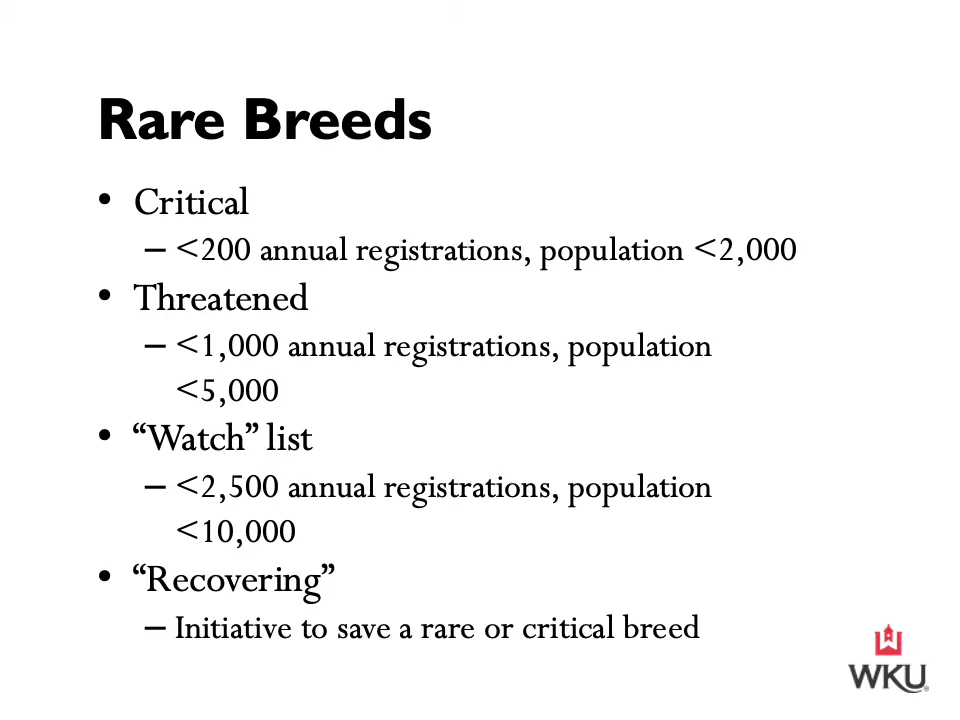 Rare Breeds
• Critical
– <200 annual registrations, population <2,000
• Threatened
– <1,000 annual registrations, population
<5,000
• “Watch” list
– <2,500 annual registrations, population
<10,000
• “Recovering”
– Initiative to save a rare or critical breed
WKU®